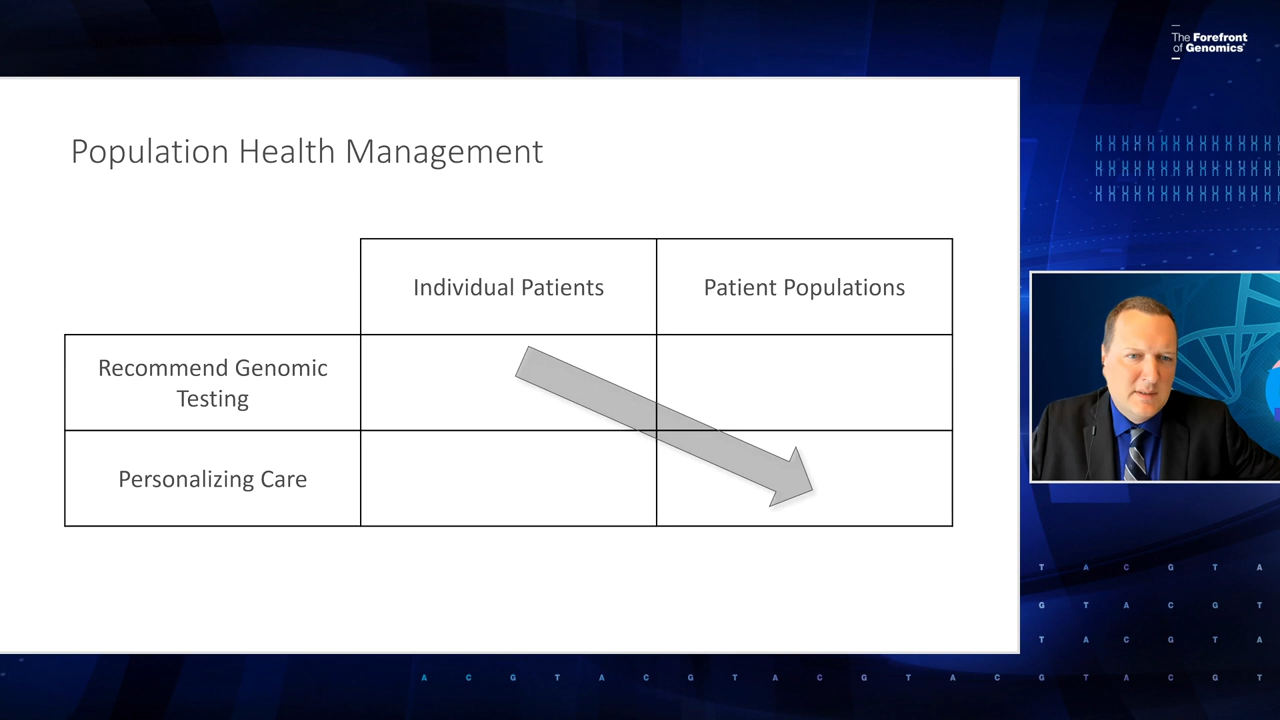 The Forefront
of Genomics®
Population Health Management
Individual Patients
Patient Populations
Recommend Genomic
Testing
Personalizing Care
T A C G T A
G T A C G T
T A C G T A
A C G T A C G T A C G T A C G T A C G T